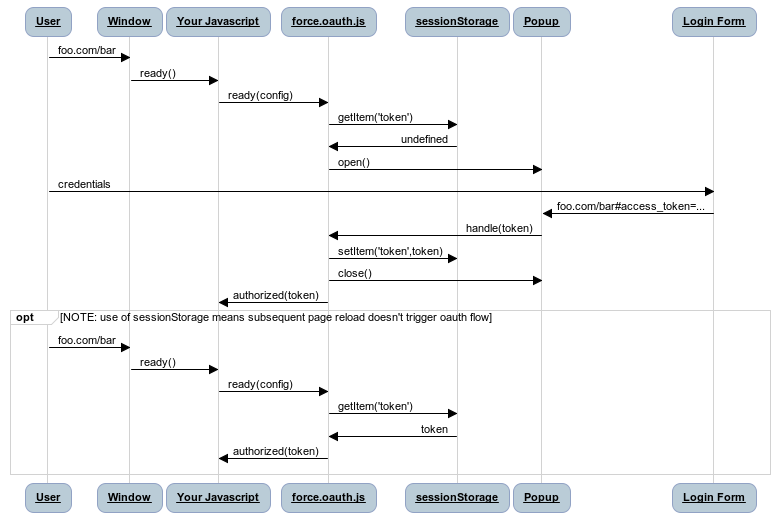 User Window Your Javascript force.oauth.js sessionStorage Popup Login Form
foo.com/bar
ready()
ready(config)
getItem('token')
undefined
open()
credentials
foo.com/bar#access_token=...
handle(token)
setItem('token',token)
close()
authorized(token)
opt [NOTE: use of sessionStorage means subsequent page reload doesn't trigger oauth flow]
foo.com/bar
ready()
ready(config)
getItem('token')
token
authorized(token)
User Window Your Javascript force.oauth.js sessionStorage Popup Login Form